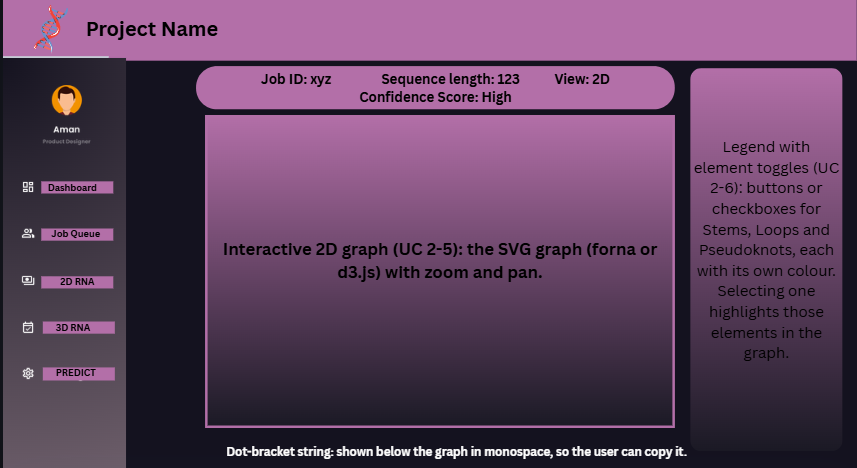 Project Name
Job ID: xyz Sequence length: 123 View: 2D
Confidence Score: High
Aman
Product Designer
Dashboard
Job Queue
2D RNA
3D RNA
PREDICT
Interactive 2D graph (UC 2-5): the SVG graph (forna or
d3.js) with zoom and pan.
Legend with
element toggles (UC
2-6): buttons or
checkboxes for
Stems, Loops and
Pseudoknots, each
with its own colour.
Selecting one
highlights those
elements in the
graph.
Dot-bracket string: shown below the graph in monospace, so the user can copy it.